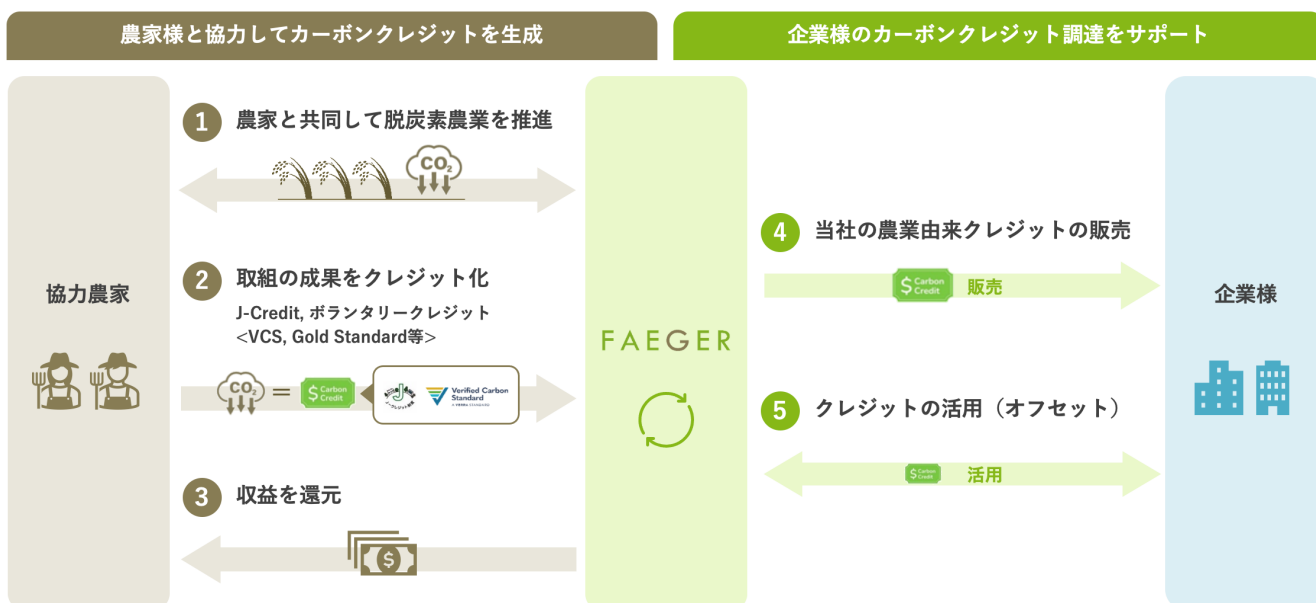 農家様と協力してカーボンクレジットを生成
企業様のカーボンクレジット調達をサポート
協力農家
1 農家と共同して脱炭素農業を推進
CO2
2 取組の成果をクレジット化
J-Credit, ボランタリークレジット
<VCS, Gold Standard等>
CO2 = $ Carbon Credit
Verified Carbon
Standard
3 収益を還元
$
FAEGER
4 当社の農業由来クレジットの販売
$ Carbon Credit 販売
5 クレジットの活用（オフセット）
$ Carbon Credit 活用
企業様